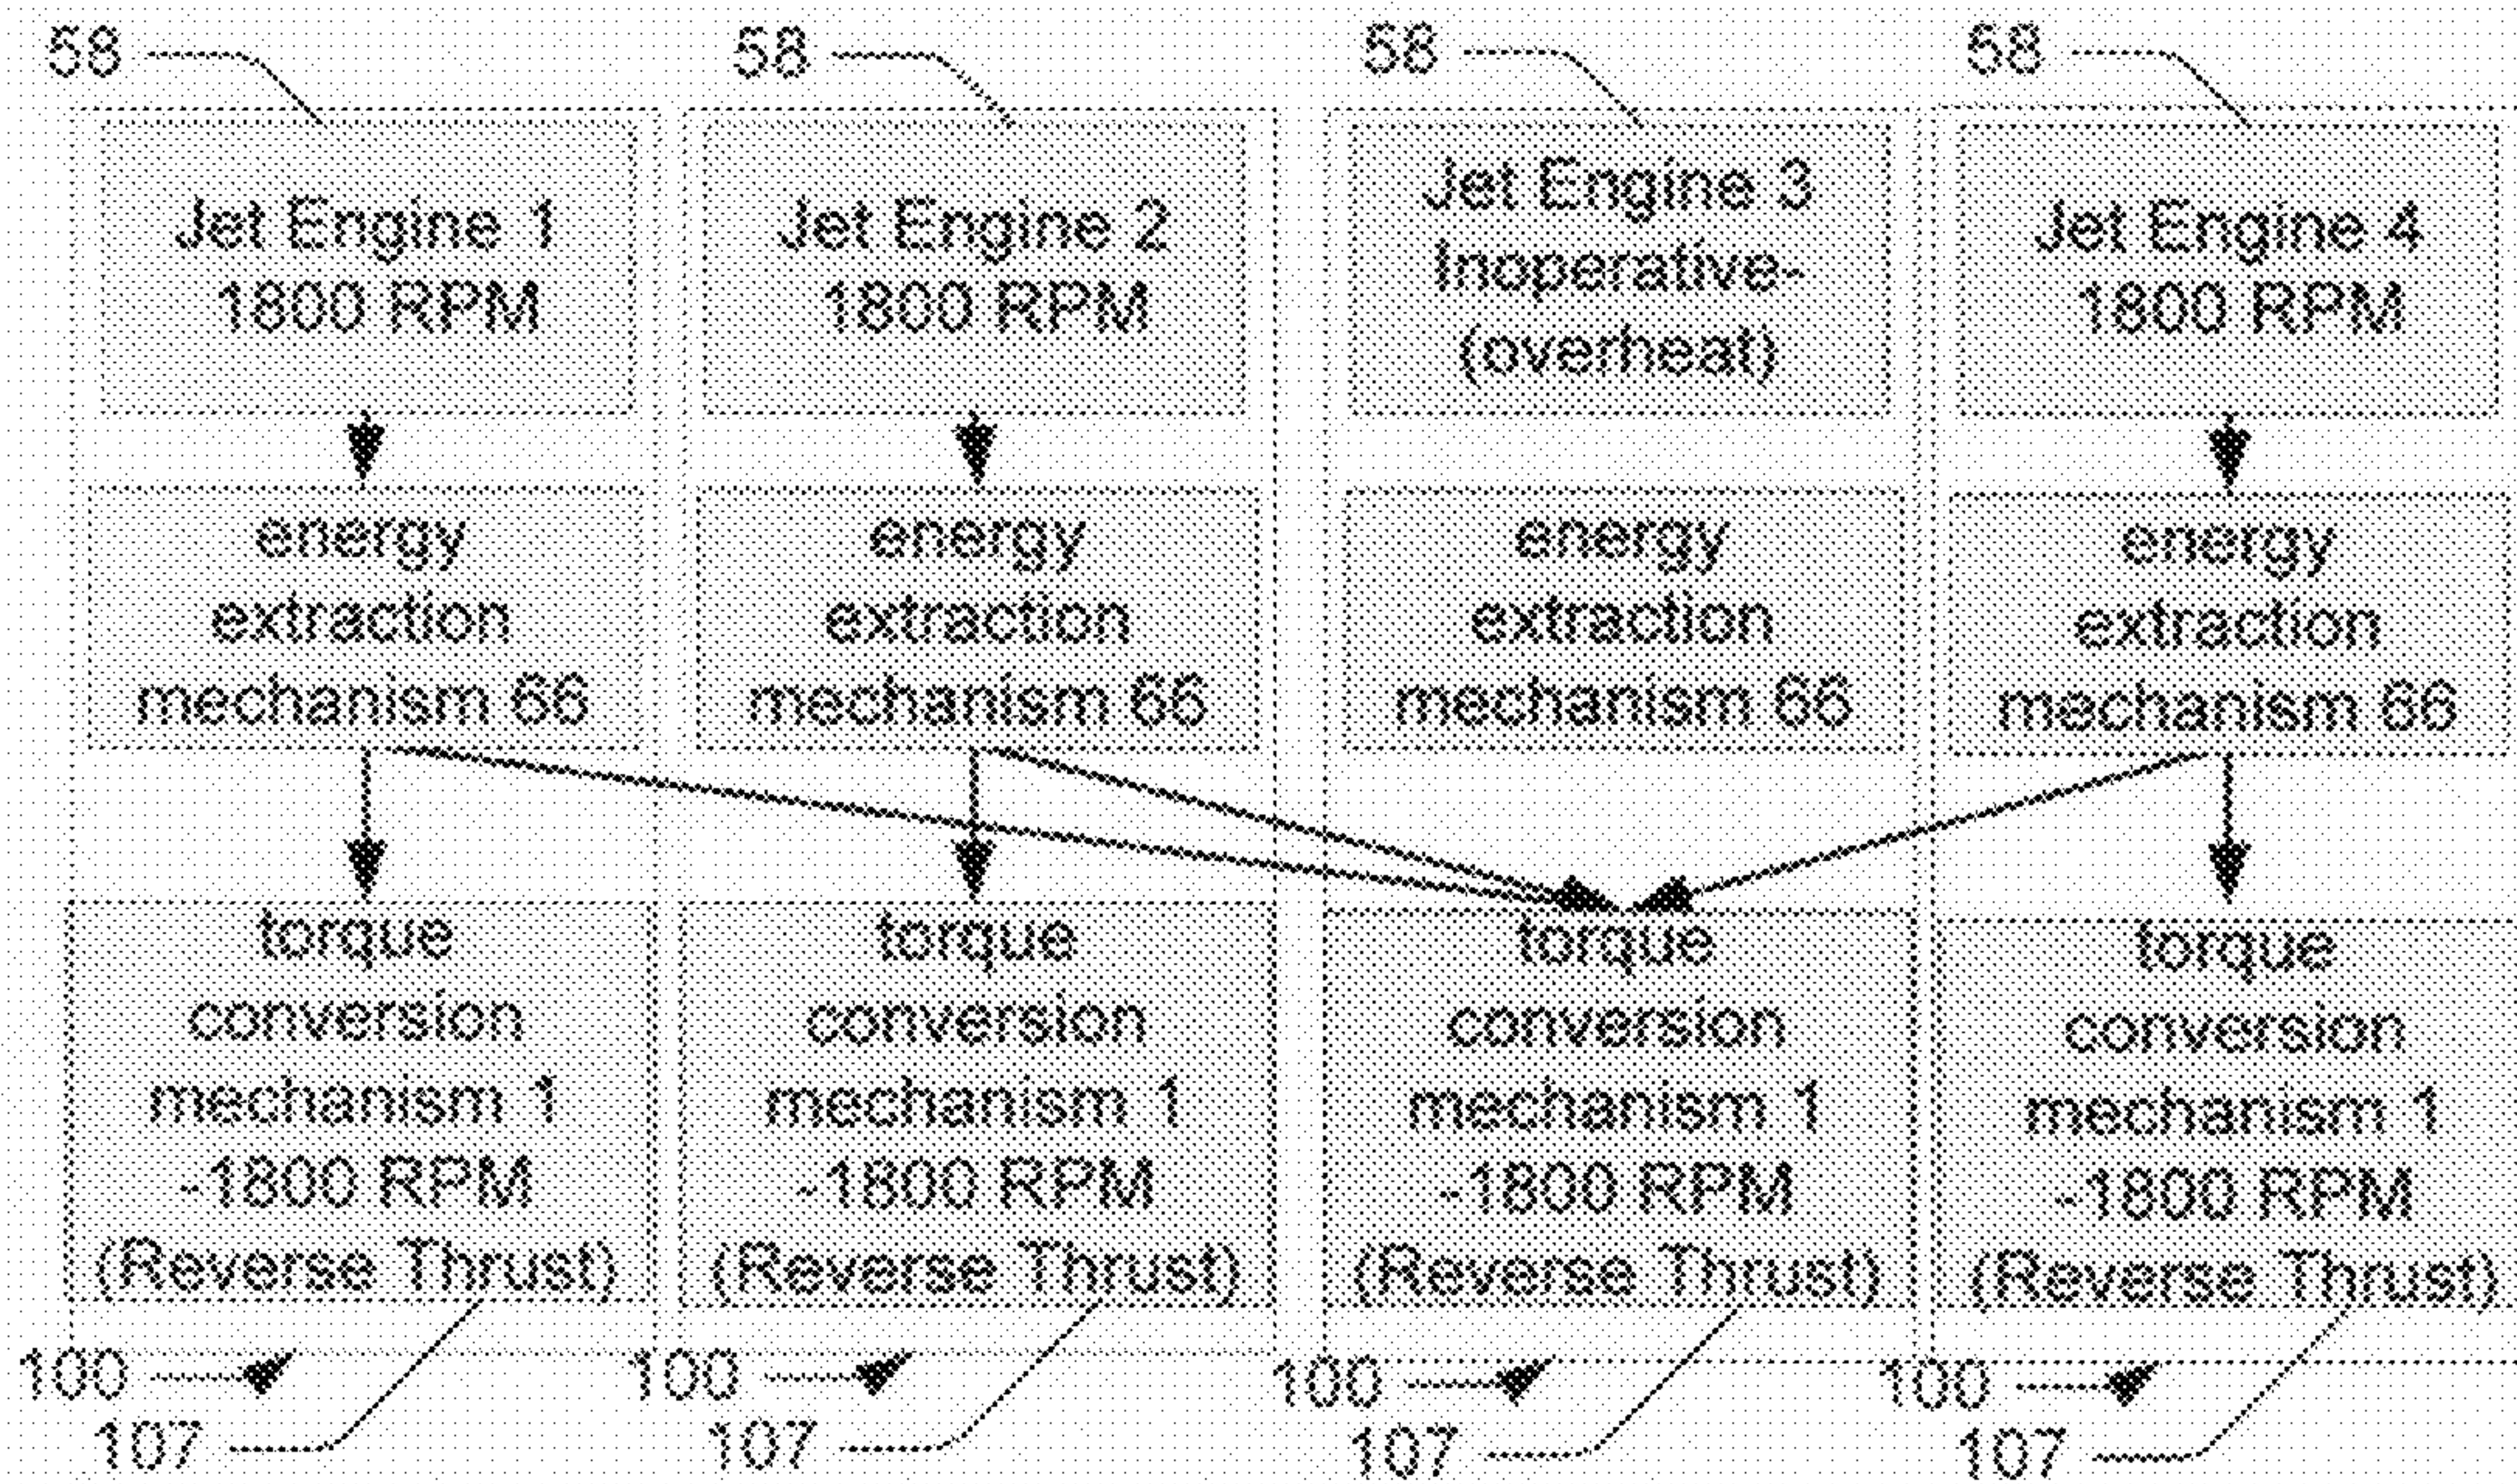 58
58
58
58
Jet Engine 1
1800 RPM
Jet Engine 2
1800 RPM
Jet Engine 3
Inoperative-
(overheat)
Jet Engine 4
1800 RPM
energy
extraction
mechanism 66
energy
extraction
mechanism 66
energy
extraction
mechanism 66
energy
extraction
mechanism 66
torque
conversion
mechanism 1
-1800 RPM
(Reverse Thrust)
torque
conversion
mechanism 1
-1800 RPM
(Reverse Thrust)
torque
conversion
mechanism 1
-1800 RPM
(Reverse Thrust)
torque
conversion
mechanism 1
-1800 RPM
(Reverse Thrust)
100
100
100
100
107
107
107
107